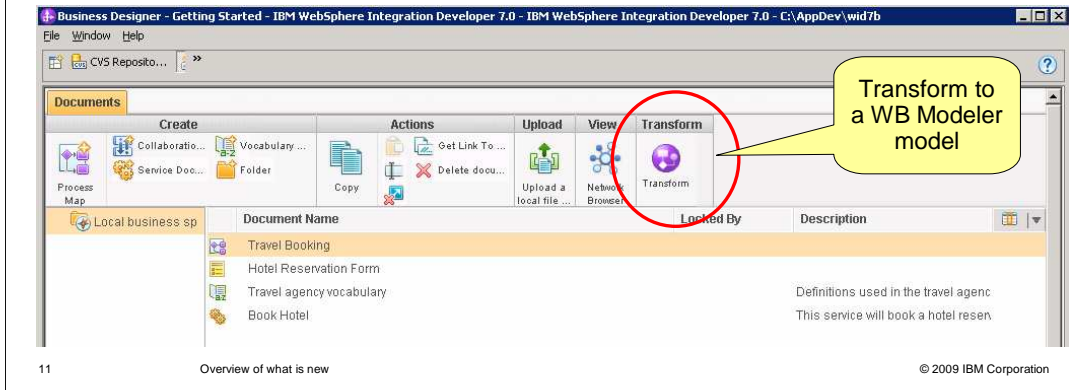 Business Designer - Getting Started - IBM WebSphere Integration Developer 7.0 - IBM WebSphere Integration Developer 7.0 - C:\AppDev\wid7b
File Window Help
CVS Reposito... »
Transform to
a WB Modeler
model
Documents
Create Actions Upload View Transform
Collaboratio... Vocabulary ... Get Link To ...
Service Doc... Folder Delete docu...
Process
Map
Copy
Upload a
local file ...
Network
Browser
Transform
Local business sp
Document Name Locked By Description
Travel Booking
Hotel Reservation Form
Travel agency vocabulary Definitions used in the travel agenc
Book Hotel This service will book a hotel reserv
11 Overview of what is new © 2009 IBM Corporation